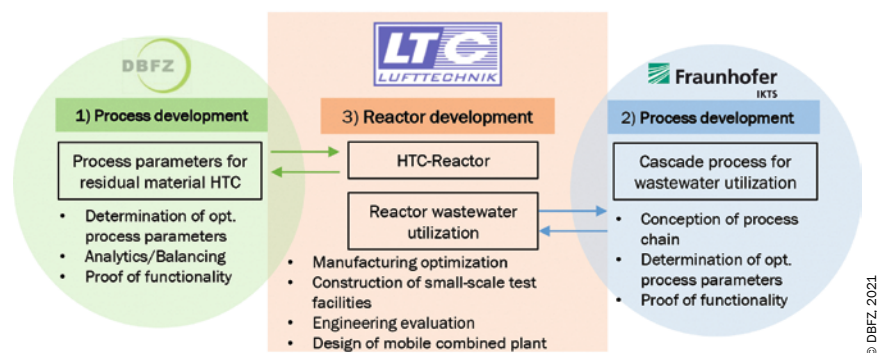 DBFZ
1) Process development
Process parameters for
residual material HTC
• Determination of opt.
process parameters
• Analytics/Balancing
• Proof of functionality
LTC
LUFTTECHNIK
3) Reactor development
HTC-Reactor
Reactor wastewater
utilization
• Manufacturing optimization
• Construction of small-scale test
facilities
• Engineering evaluation
• Design of mobile combined plant
Fraunhofer
IKTS
2) Process development
Cascade process for
wastewater utilization
• Conception of process
chain
• Determination of opt.
process parameters
• Proof of functionality
© DBFZ, 2021